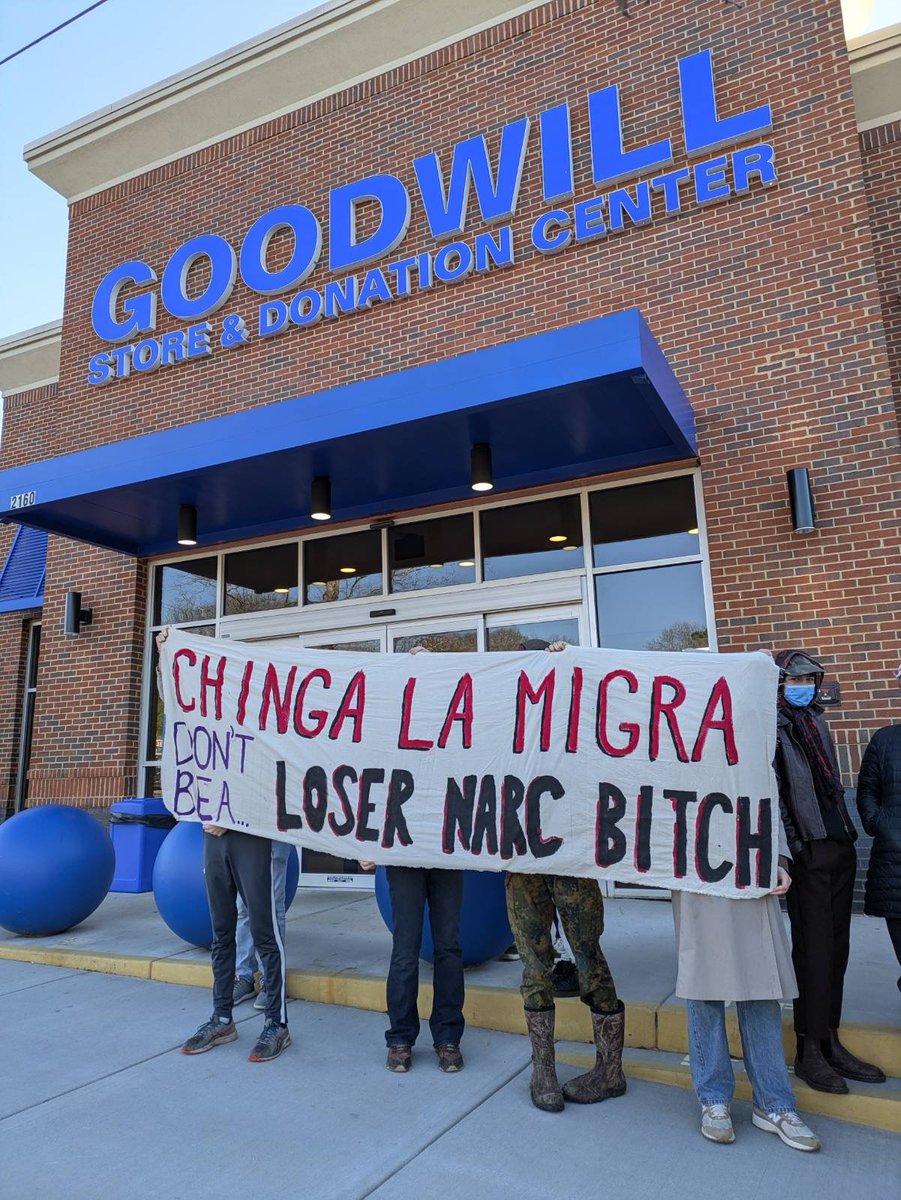 GOODWILL
STORE & DONATION CENTER
2160
CHINGA LA MIGRA
DON'T
BE A...
LOSER NARC BITCH